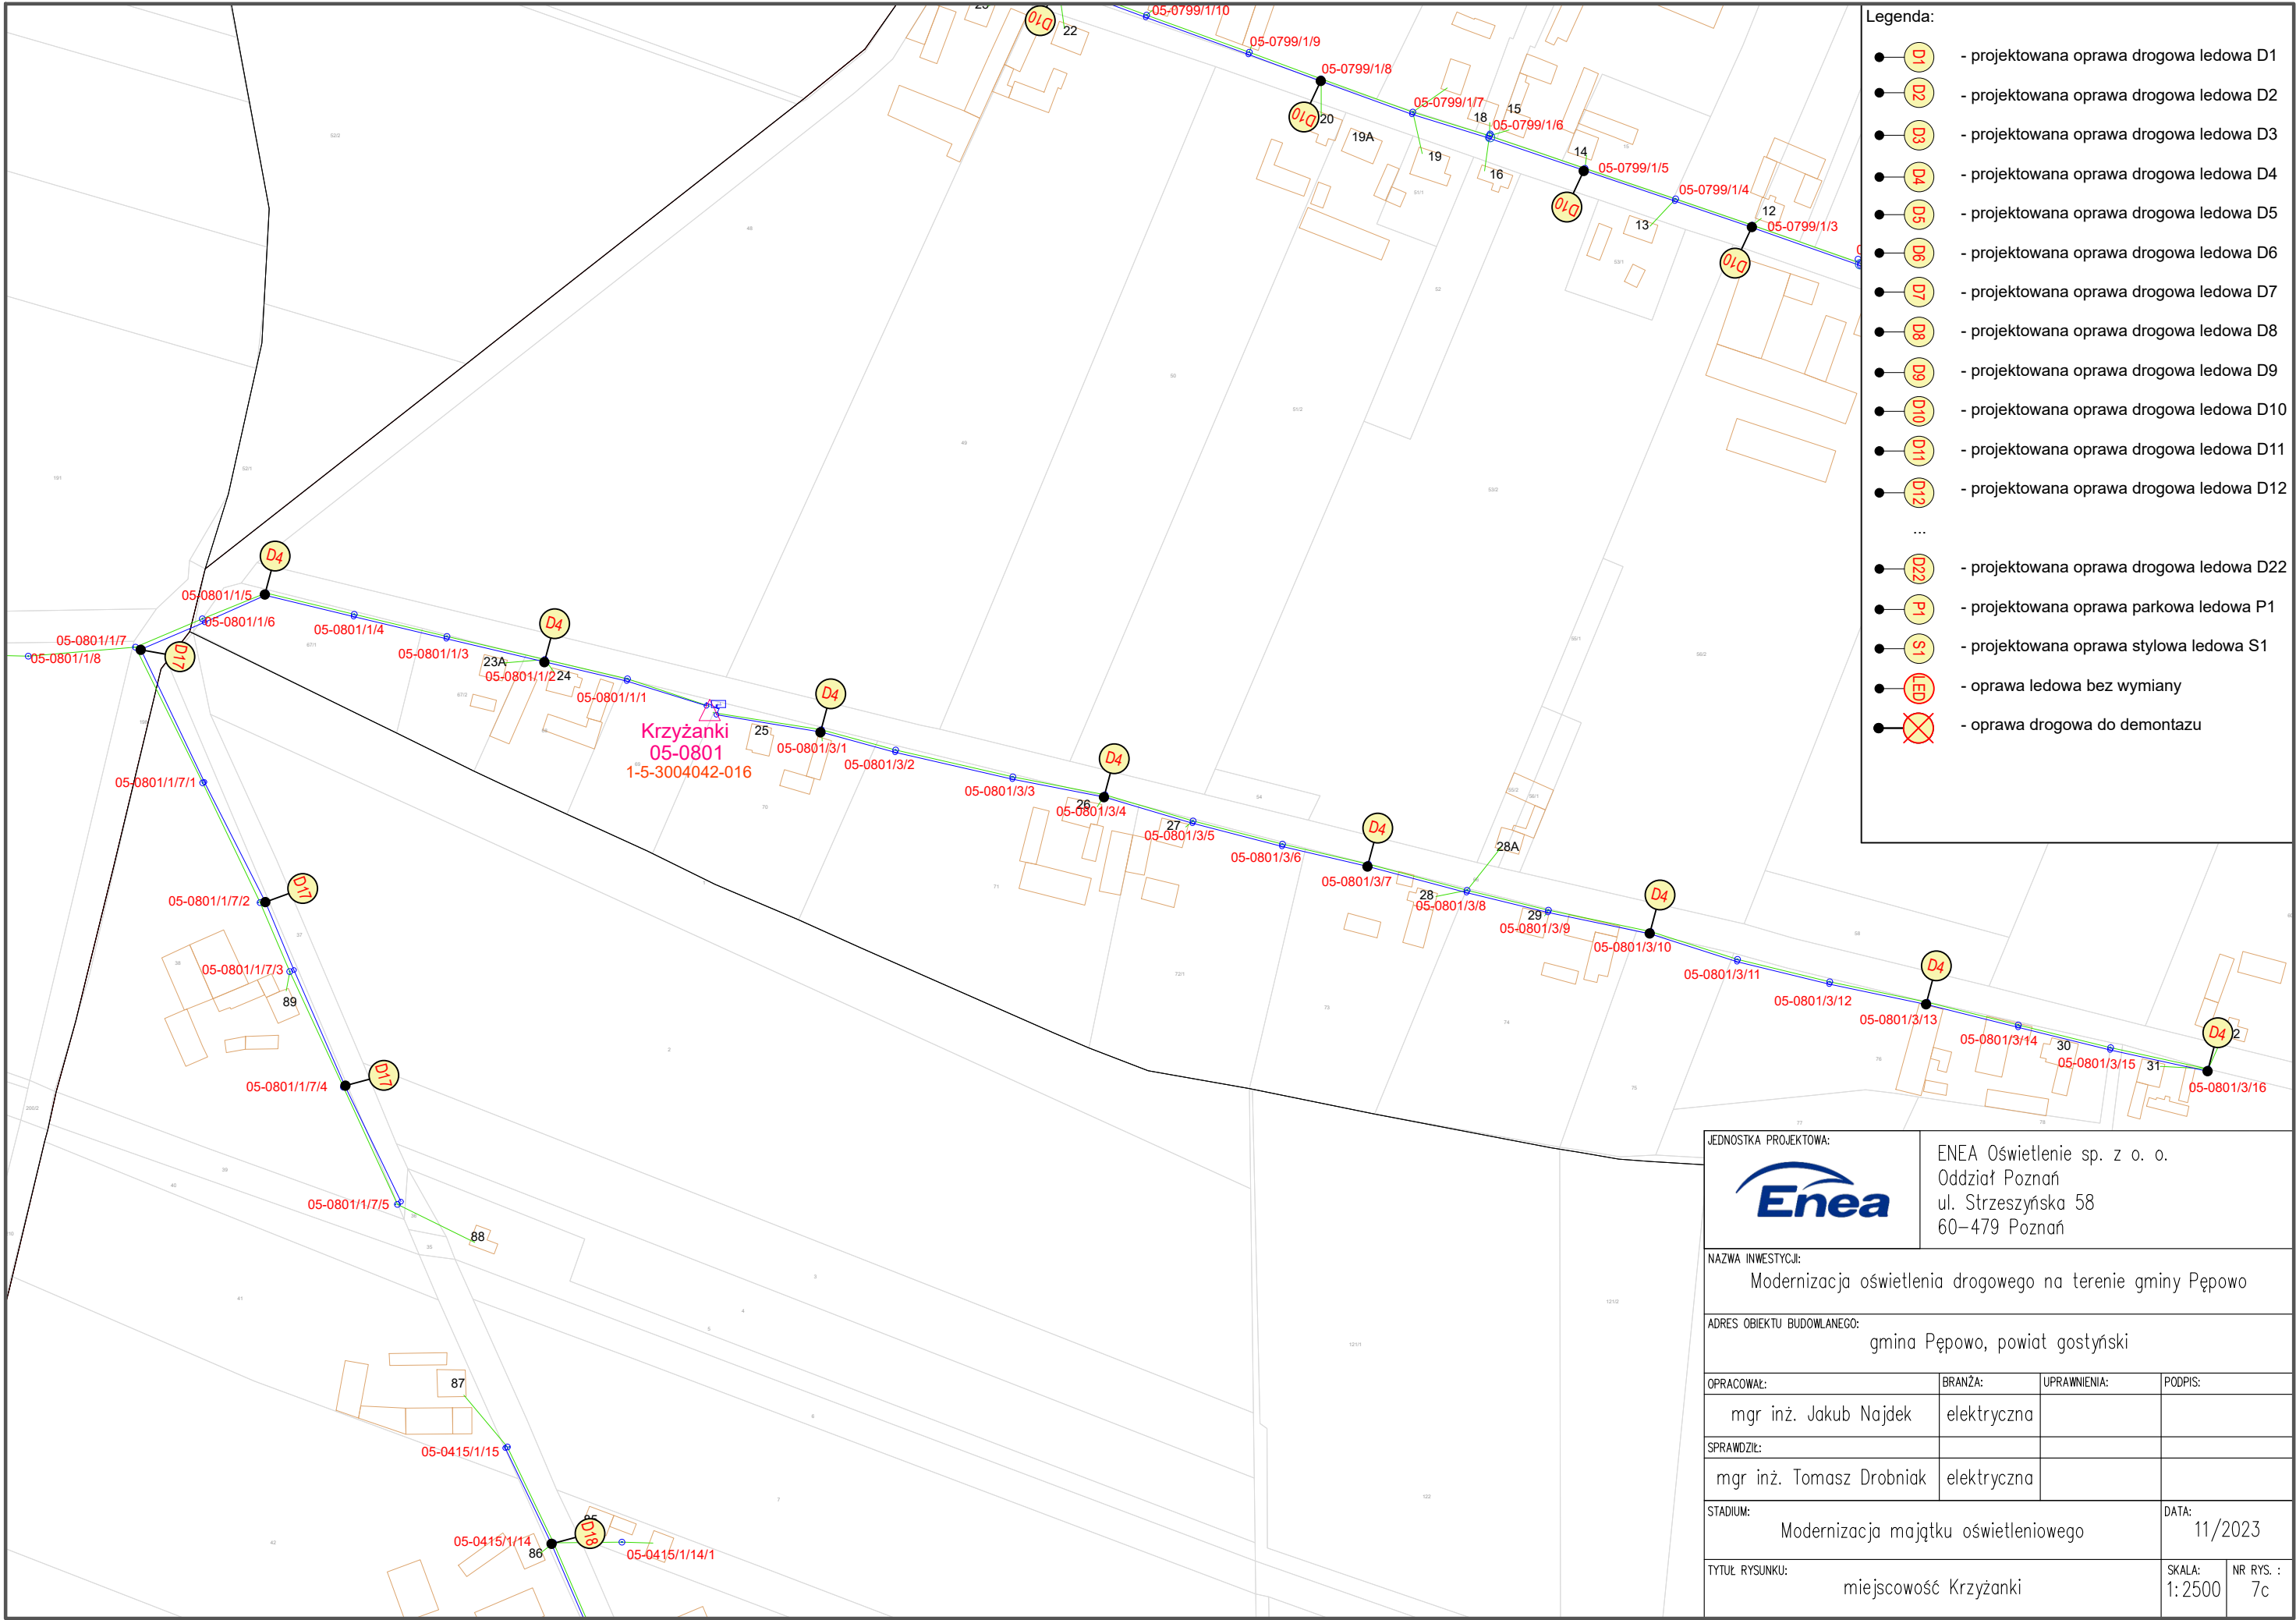 05-0799/1/10
D10
22
05-0799/1/9
05-0799/1/8
D10
20
19A
05-0799/1/7
19
18
15
05-0799/1/6
16
14
05-0799/1/5
D10
05-0799/1/4
13
12
05-0799/1/3
D10
D4
05-0801/1/5
05-0801/1/6
05-0801/1/7
05-0801/1/8
D17
05-0801/1/4
05-0801/1/3
D4
23A
05-0801/1/2
24
05-0801/1/1
Krzyżanki
05-0801
1-5-3004042-016
25
D4
05-0801/3/1
05-0801/3/2
05-0801/3/3
D4
26
05-0801/3/4
27
05-0801/3/5
05-0801/3/6
D4
05-0801/3/7
28A
28
05-0801/3/8
29
05-0801/3/9
D4
05-0801/3/10
05-0801/3/11
05-0801/3/12
D4
05-0801/3/13
05-0801/3/14
30
05-0801/3/15
31
D4
2
05-0801/3/16
05-0801/1/7/1
05-0801/1/7/2
D17
05-0801/1/7/3
89
05-0801/1/7/4
D17
05-0801/1/7/5
88
87
05-0415/1/15
05-0415/1/14
86
D18
05-0415/1/14/1
Legenda:
D1 - projektowana oprawa drogowa ledowa D1
D2 - projektowana oprawa drogowa ledowa D2
D3 - projektowana oprawa drogowa ledowa D3
D4 - projektowana oprawa drogowa ledowa D4
D5 - projektowana oprawa drogowa ledowa D5
D6 - projektowana oprawa drogowa ledowa D6
D7 - projektowana oprawa drogowa ledowa D7
D8 - projektowana oprawa drogowa ledowa D8
D9 - projektowana oprawa drogowa ledowa D9
D10 - projektowana oprawa drogowa ledowa D10
D11 - projektowana oprawa drogowa ledowa D11
D12 - projektowana oprawa drogowa ledowa D12
...
D22 - projektowana oprawa drogowa ledowa D22
P1 - projektowana oprawa parkowa ledowa P1
S1 - projektowana oprawa stylowa ledowa S1
LED - oprawa ledowa bez wymiany
- oprawa drogowa do demontazu
JEDNOSTKA PROJEKTOWA:
Enea
ENEA Oświetlenie sp. z o. o.
Oddział Poznań
ul. Strzeszyńska 58
60-479 Poznań
NAZWA INWESTYCJI:
Modernizacja oświetlenia drogowego na terenie gminy Pępowo
ADRES OBIEKTU BUDOWLANEGO:
gmina Pępowo, powiat gostyński
OPRACOWAŁ: BRANŻA: UPRAWNIENIA: PODPIS:
mgr inż. Jakub Najdek elektryczna
SPRAWDZIŁ:
mgr inż. Tomasz Drobniak elektryczna
STADIUM: DATA:
Modernizacja majątku oświetleniowego 11/2023
TYTUŁ RYSUNKU: SKALA: NR RYS. :
miejscowość Krzyżanki 1:2500 7c